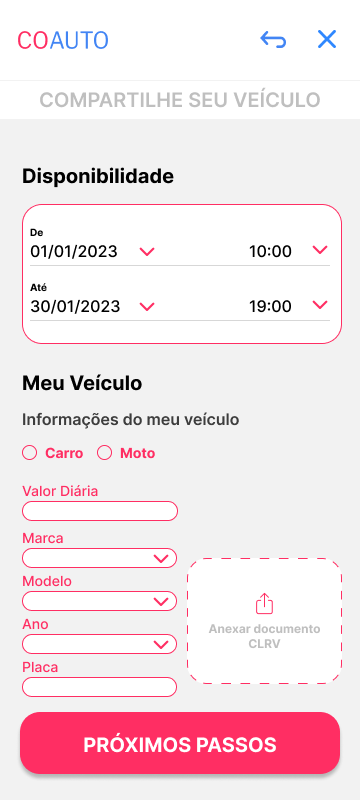 COAUTO
COMPARTILHE SEU VEÍCULO
Disponibilidade
De
01/01/2023 10:00
Até
30/01/2023 19:00
Meu Veículo
Informações do meu veículo
Carro Moto
Valor Diária
Marca
Modelo
Ano
Placa
Anexar documento
CLRV
PRÓXIMOS PASSOS